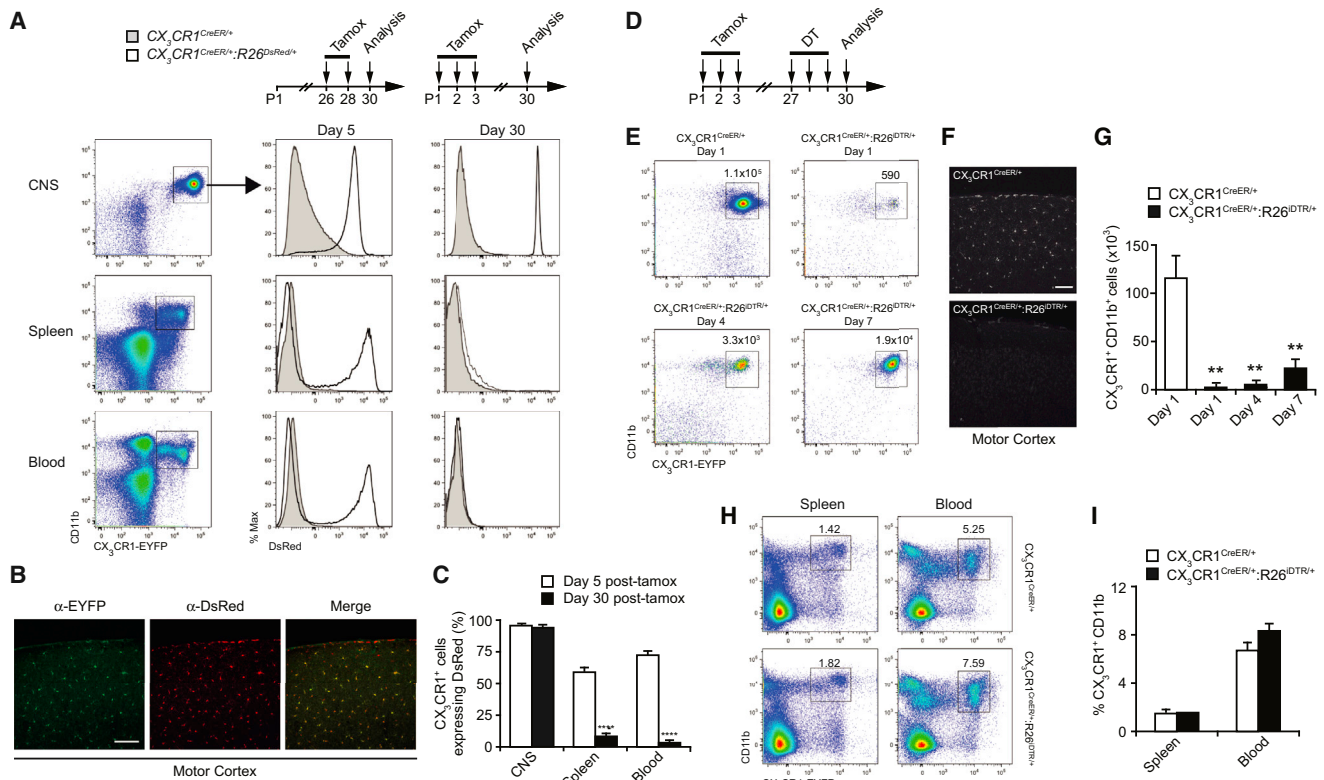 A
CX3CR1CreER/+
CX3CR1CreER/+:R26DsRed/+
Tamox
Analysis
P1 26 28 30
Tamox
Analysis
P1 2 3 30
Day 5
Day 30
CNS
Spleen
Blood
CD11b
CX3CR1-EYFP
% Max
DsRed
B
α-EYFP
α-DsRed
Merge
Motor Cortex
C
Day 5 post-tamox
Day 30 post-tamox
CX3CR1+ cells
expressing DsRed (%)
100
75
50
25
0
****
****
CNS
Spleen
Blood
D
Tamox
DT
Analysis
P1 2 3 27 30
E
CX3CR1CreER/+
Day 1
1.1x10⁵
CX3CR1CreER/+:R26iDTR/+
Day 1
590
CX3CR1CreER/+:R26iDTR/+
Day 4
3.3x10³
CX3CR1CreER/+:R26iDTR/+
Day 7
1.9x10⁴
CD11b
CX3CR1-EYFP
F
CX3CR1CreER/+
CX3CR1CreER/+:R26iDTR/+
Motor Cortex
G
CX3CR1CreER/+
CX3CR1CreER/+:R26iDTR/+
CX3CR1+ CD11b+ cells (x10³)
150
100
50
0
**
**
**
Day 1
Day 1
Day 4
Day 7
H
Spleen
Blood
1.42
5.25
CX3CR1CreER/+
1.82
7.59
CX3CR1CreER/+:R26iDTR/+
CD11b
I
CX3CR1CreER/+
CX3CR1CreER/+:R26iDTR/+
% CX3CR1+ CD11b
12
8
4
0
Spleen
Blood